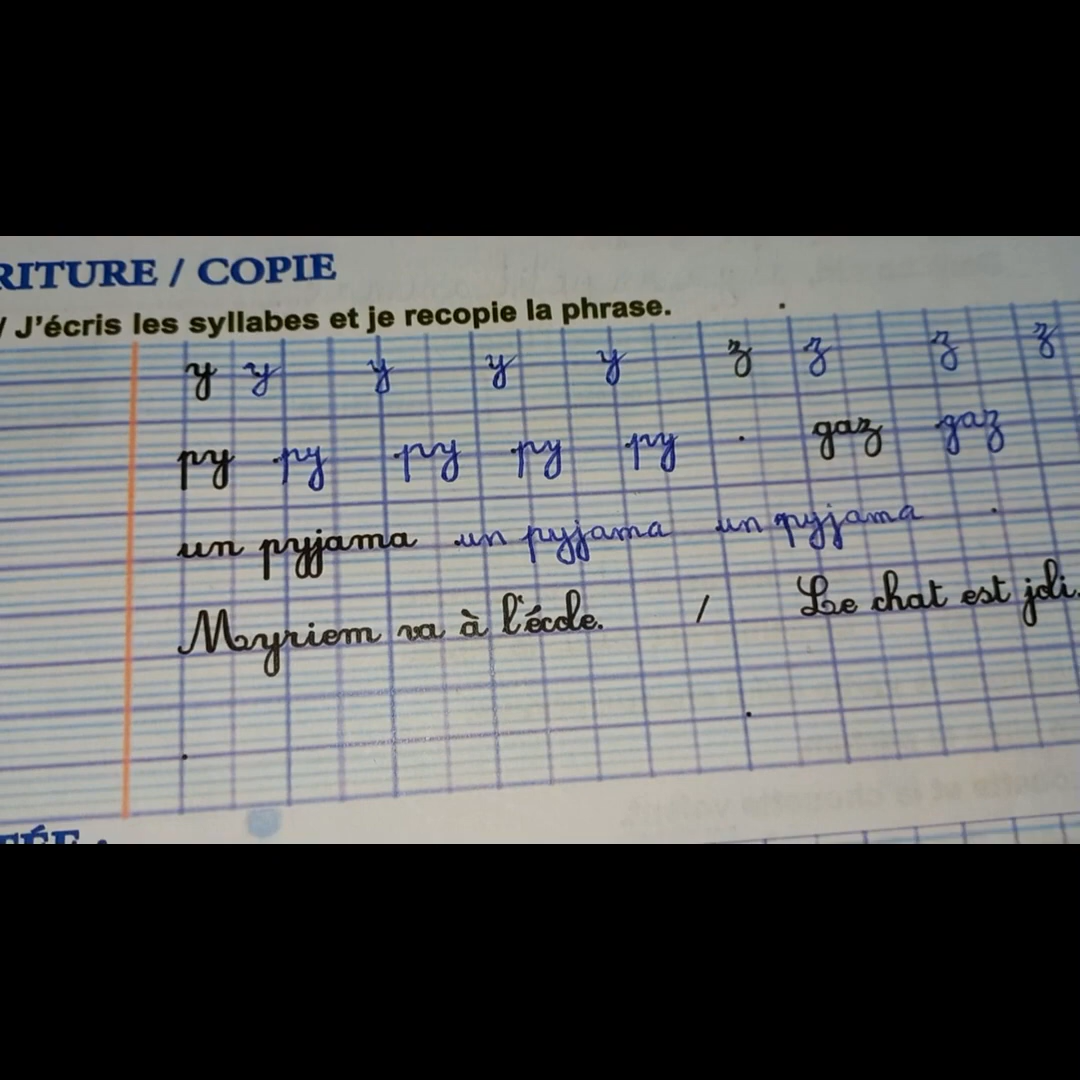 RITURE / COPIE
/ J'écris les syllabes et je recopie la phrase.
y y y y y z z z z
py py py py py . gaz gaz
un pyjama un pyjama un pyjama .
Myriem va à l'école. / Le chat est joli.
. .